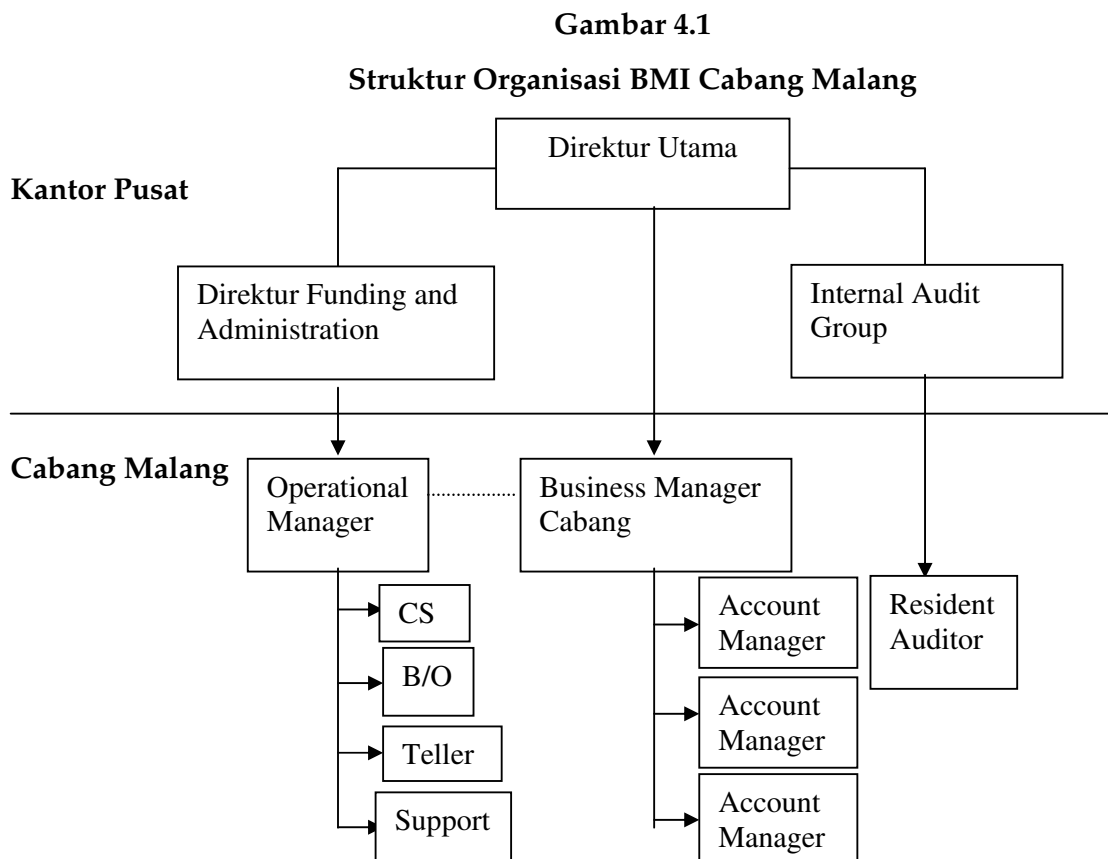 Gambar 4.1
Struktur Organisasi BMI Cabang Malang
Direktur Utama
Kantor Pusat
Direktur Funding and
Administration
Internal Audit
Group
Cabang Malang
Operational
Manager
Business Manager
Cabang
CS
B/O
Teller
Support
Account
Manager
Account
Manager
Account
Manager
Resident
Auditor